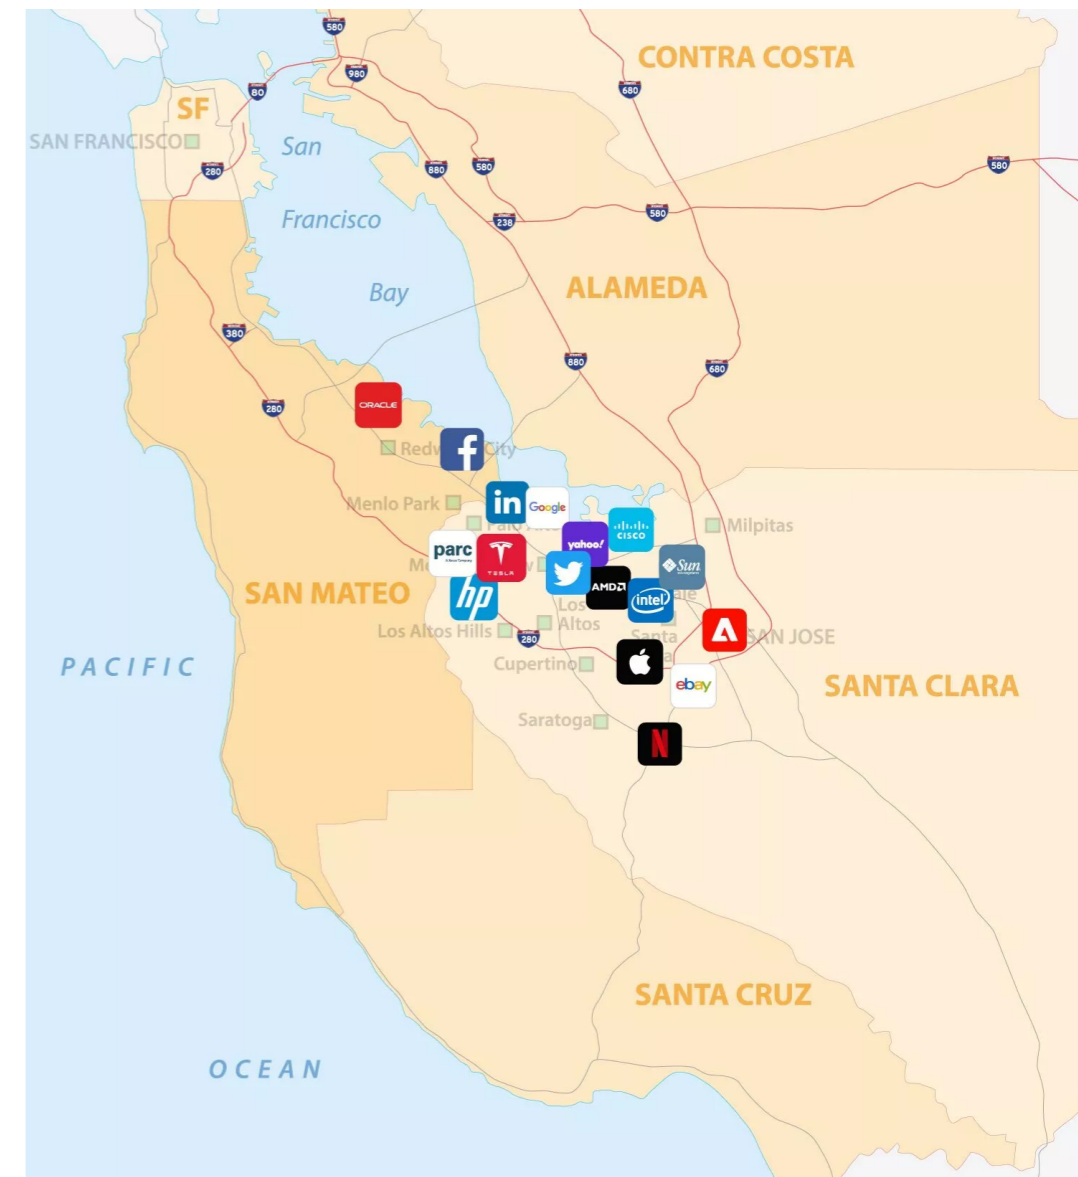 580
CONTRA COSTA
980
680
80
SF
SAN FRANCISCO
San
880
580
580
280
Francisco
238
580
ALAMEDA
Bay
380
880
680
280
ORACLE
f
City
in
Google
Menlo Park
CISCO
Milpitas
yahoo!
parc
TESLA
Sun
AMD
intel
hp
SAN MATEO
Los
Altos
Los Altos Hills
280
Santa
SAN JOSE
Cupertino
PACIFIC
ebay
SANTA CLARA
Saratoga
N
SANTA CRUZ
OCEAN